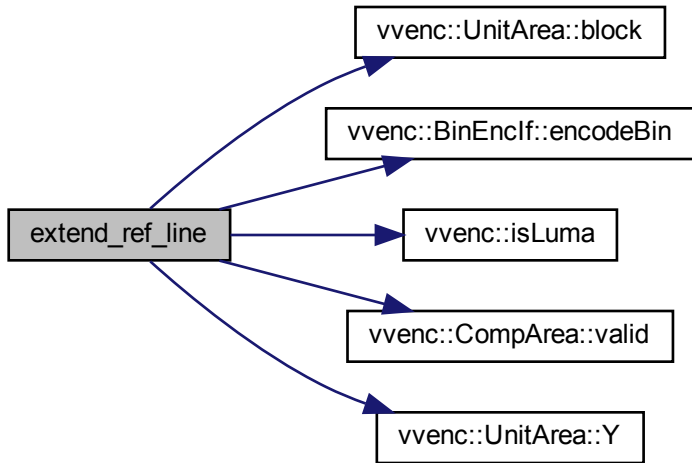 vvenc::UnitArea::block
vvenc::BinEncIf::encodeBin
extend_ref_line
vvenc::isLuma
vvenc::CompArea::valid
vvenc::UnitArea::Y